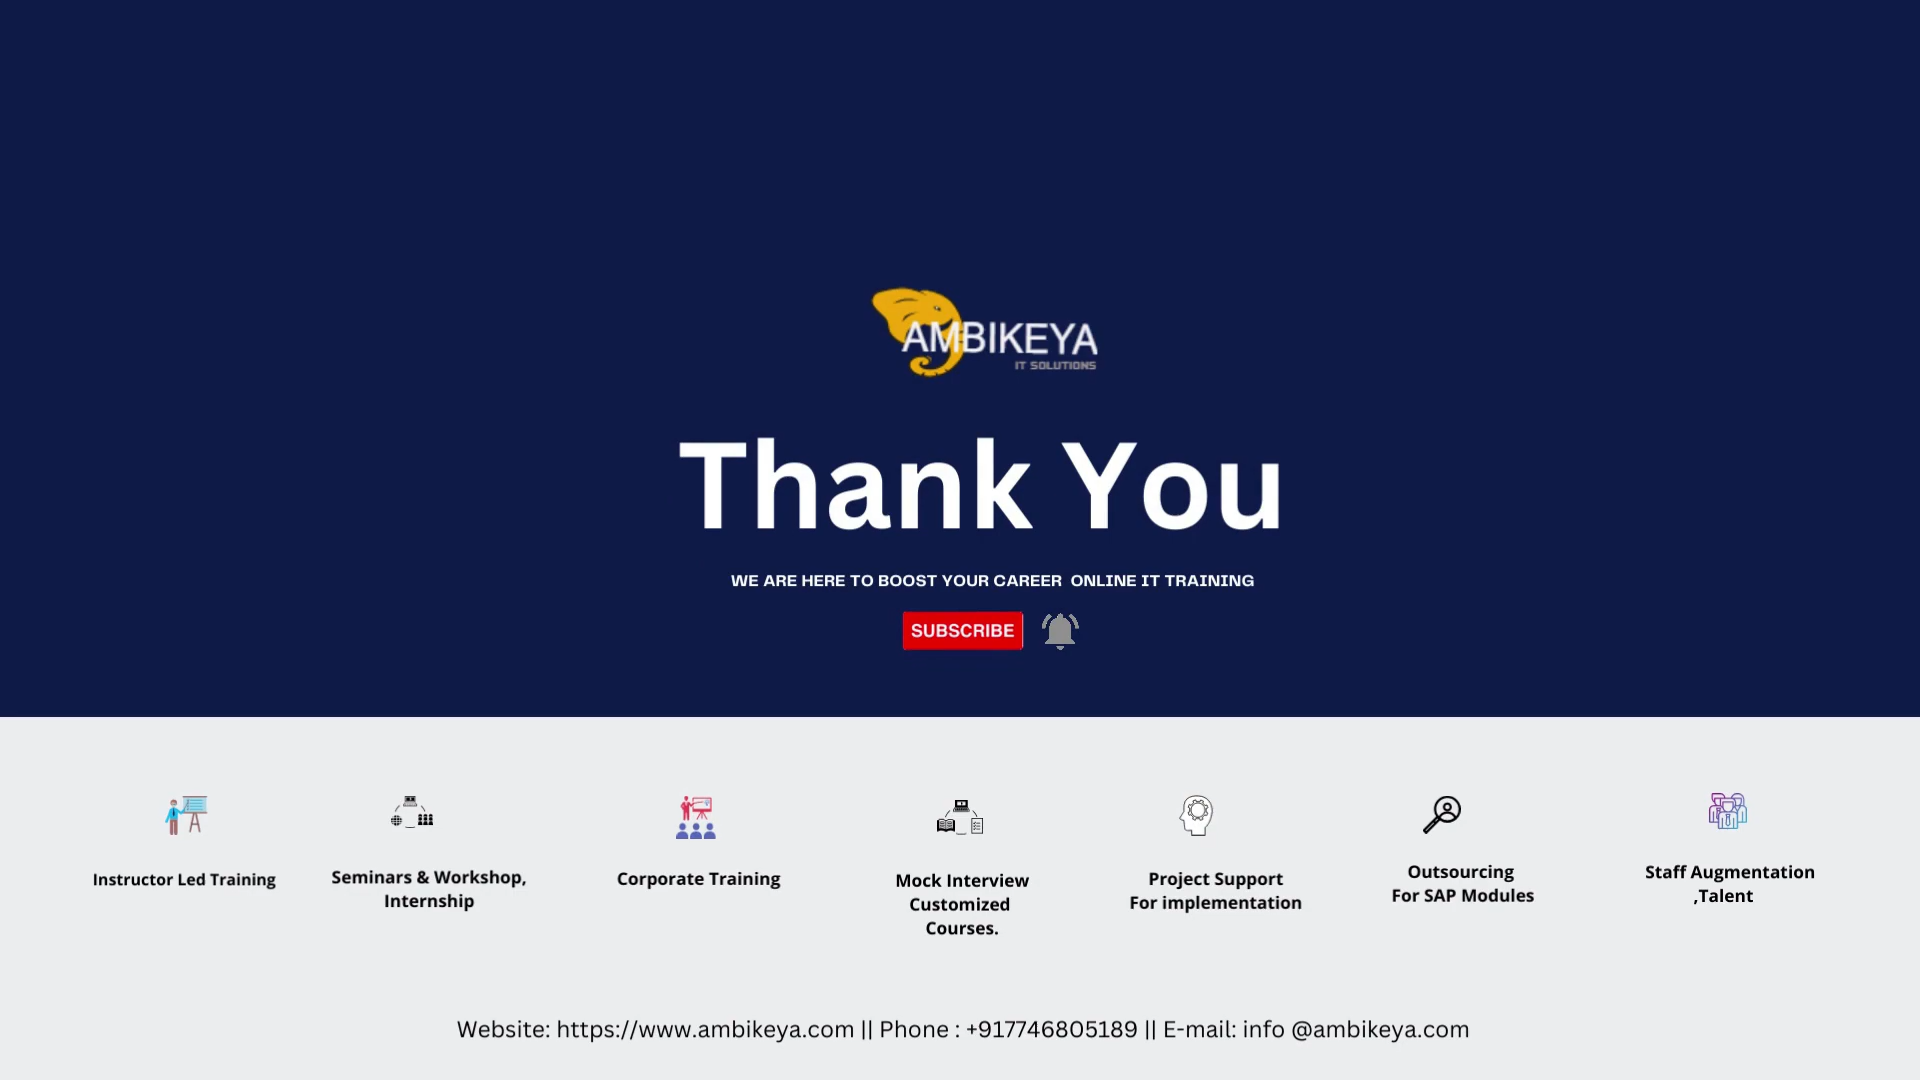 AMBIKEYA
IT SOLUTIONS
Thank You
WE ARE HERE TO BOOST YOUR CAREER ONLINE IT TRAINING
SUBSCRIBE
Instructor Led Training
Seminars & Workshop,
Internship
Corporate Training
Mock Interview
Customized
Courses.
Project Support
For implementation
Outsourcing
For SAP Modules
Staff Augmentation
,Talent
Website: https://www.ambikeya.com || Phone : +917746805189 || E-mail: info @ambikeya.com